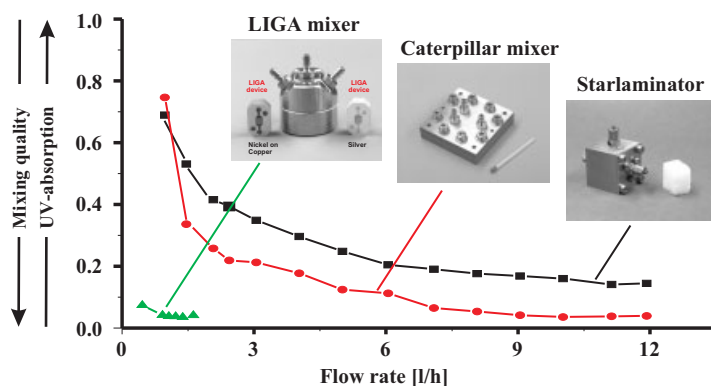 LIGA mixer
Caterpillar mixer
Starlaminator
LIGA
device
LIGA
device
Nickel on
Copper
Silver
Mixing quality
UV-absorption
1.0
0.8
0.6
0.4
0.2
0.0
0
3
6
9
12
Flow rate [l/h]